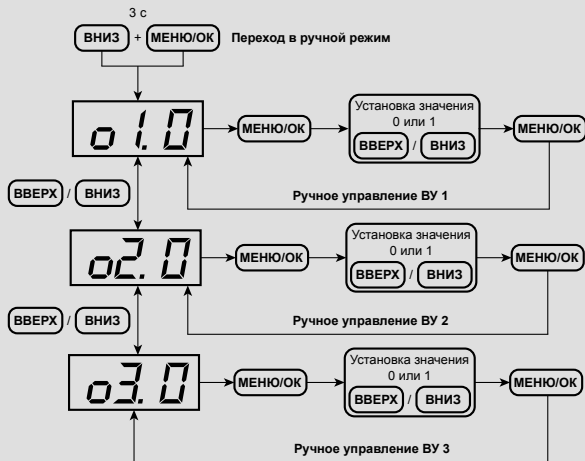 3 с
ВНИЗ + МЕНЮ/ОК Переход в ручной режим
o1.0 МЕНЮ/ОК Установка значения
0 или 1
ВВЕРХ / ВНИЗ МЕНЮ/ОК
Ручное управление ВУ 1
ВВЕРХ / ВНИЗ
o2.0 МЕНЮ/ОК Установка значения
0 или 1
ВВЕРХ / ВНИЗ МЕНЮ/ОК
Ручное управление ВУ 2
ВВЕРХ / ВНИЗ
o3.0 МЕНЮ/ОК Установка значения
0 или 1
ВВЕРХ / ВНИЗ МЕНЮ/ОК
Ручное управление ВУ 3